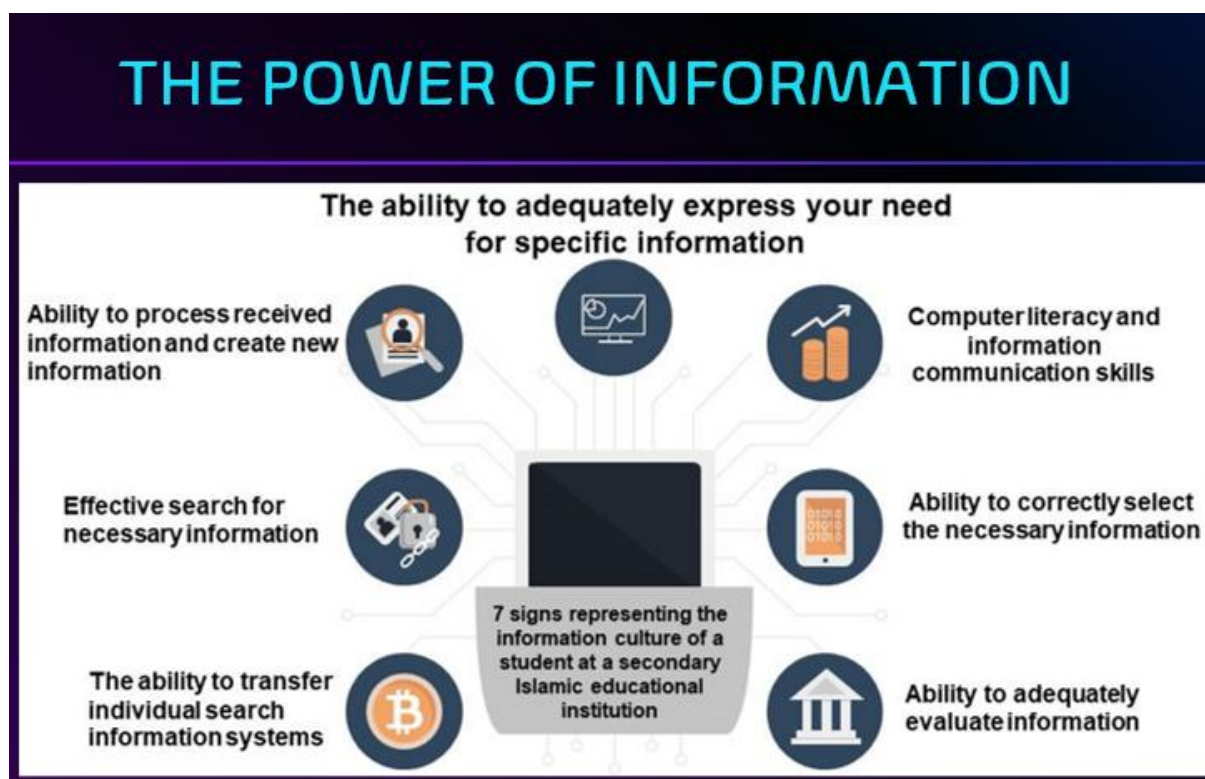 THE POWER OF INFORMATION
The ability to adequately express your need
for specific information
Ability to process received
information and create new
information
Computer literacy and
information
communication skills
Effective search for
necessary information
Ability to correctly select
the necessary information
7 signs representing the
information culture of a
student at a secondary
Islamic educational
institution
The ability to transfer
individual search
information systems
Ability to adequately
evaluate information
01010
01010
01010